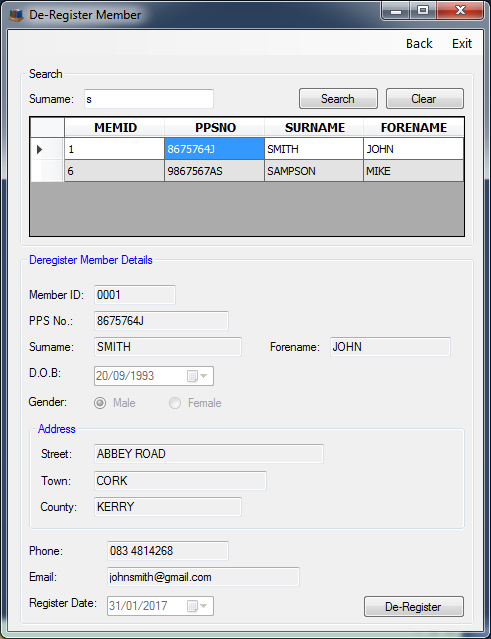 De-Register Member
Back Exit
Search
Surname: s Search Clear
MEMID PPSNO SURNAME FORENAME
1 8675764J SMITH JOHN
6 9867567AS SAMPSON MIKE
Deregister Member Details
Member ID: 0001
PPS No.: 8675764J
Surname: SMITH Forename: JOHN
D.O.B: 20/09/1993
Gender: Male Female
Address
Street: ABBEY ROAD
Town: CORK
County: KERRY
Phone: 083 4814268
Email: johnsmith@gmail.com
Register Date: 31/01/2017 De-Register